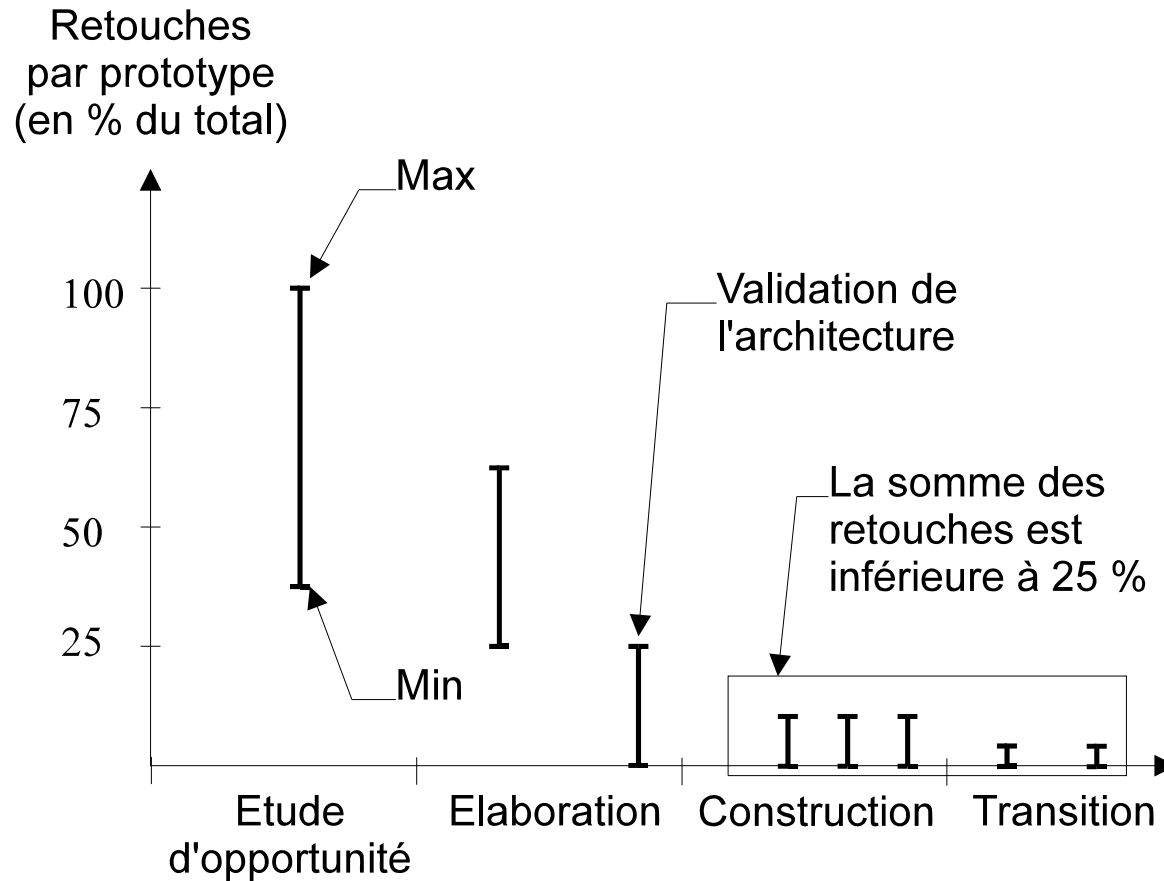 Retouches
par prototype
(en % du total)
Max
100
Validation de
l'architecture
75
La somme des
retouches est
inférieure à 25 %
50
25
Min
Etude
d'opportunité
Elaboration
Construction
Transition